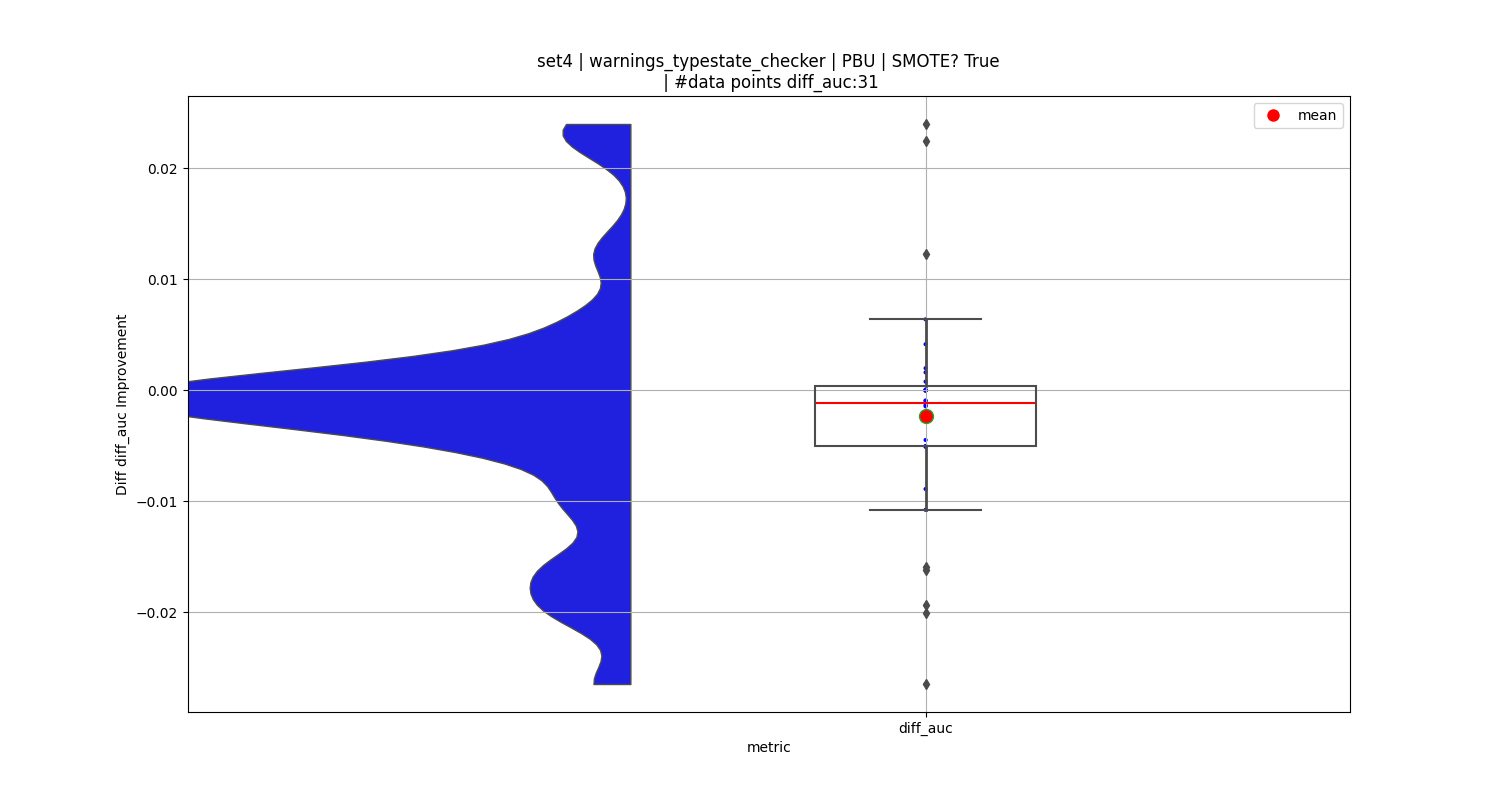 set4 | warnings_typestate_checker | PBU | SMOTE? True
| #data points diff_auc:31
mean
0.02
0.01
0.00
−0.01
−0.02
Diff diff_auc Improvement
diff_auc
metric